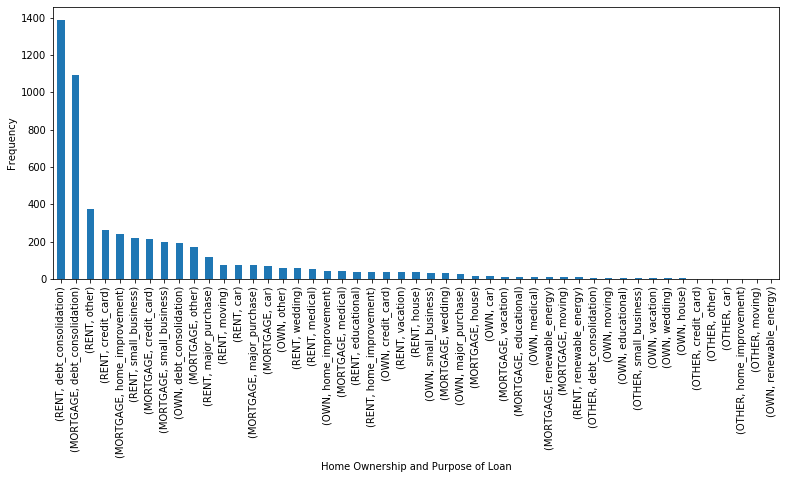 1400
1200
1000
800
600
400
200
0
Frequency
(RENT, debt_consolidation)
(MORTGAGE, debt_consolidation)
(RENT, other)
(RENT, credit_card)
(MORTGAGE, home_improvement)
(RENT, small_business)
(MORTGAGE, credit_card)
(MORTGAGE, small_business)
(OWN, debt_consolidation)
(MORTGAGE, other)
(RENT, major_purchase)
(RENT, moving)
(RENT, car)
(MORTGAGE, major_purchase)
(MORTGAGE, car)
(OWN, other)
(RENT, wedding)
(RENT, medical)
(OWN, home_improvement)
(MORTGAGE, medical)
(RENT, educational)
(RENT, home_improvement)
(OWN, credit_card)
(RENT, vacation)
(RENT, house)
(OWN, small_business)
(MORTGAGE, wedding)
(OWN, major_purchase)
(MORTGAGE, house)
(OWN, car)
(MORTGAGE, vacation)
(MORTGAGE, educational)
(OWN, medical)
(MORTGAGE, renewable_energy)
(MORTGAGE, moving)
(RENT, renewable_energy)
(OTHER, debt_consolidation)
(OWN, moving)
(OWN, educational)
(OTHER, small_business)
(OWN, vacation)
(OWN, wedding)
(OWN, house)
(OTHER, credit_card)
(OTHER, other)
(OTHER, car)
(OTHER, home_improvement)
(OTHER, moving)
(OWN, renewable_energy)
Home Ownership and Purpose of Loan